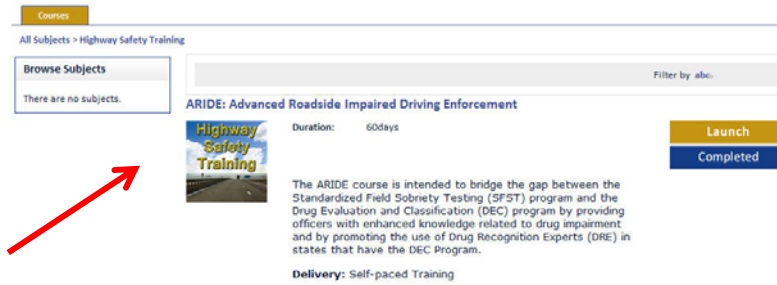 Courses
All Subjects > Highway Safety Training
Browse Subjects
There are no subjects.
Filter by abc.
ARIDE: Advanced Roadside Impaired Driving Enforcement
Highway
Safety
Training
Duration: 60days
Launch
Completed
The ARIDE course is intended to bridge the gap between the
Standardized Field Sobriety Testing (SFST) program and the
Drug Evaluation and Classification (DEC) program by providing
officers with enhanced knowledge related to drug impairment
and by promoting the use of Drug Recognition Experts (DRE) in
states that have the DEC Program.
Delivery: Self-paced Training